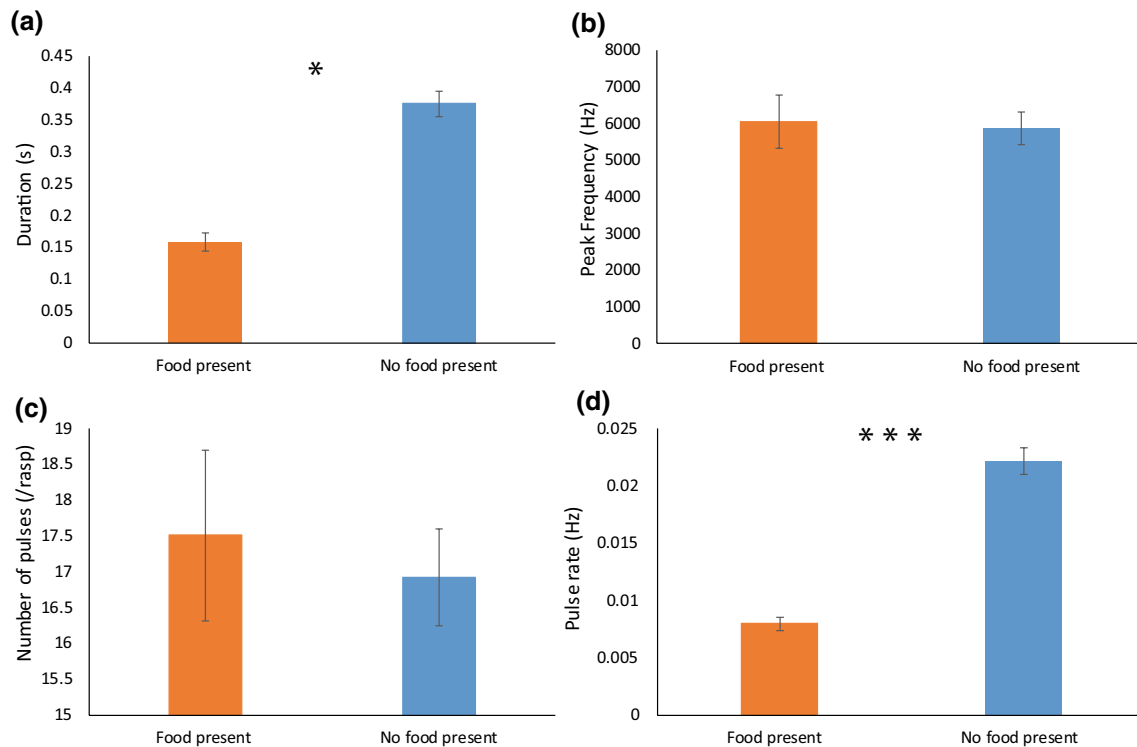 (a)
0.45
0.4
0.35
0.3
0.25
0.2
0.15
0.1
0.05
0
Duration (s)
*
Food present
No food present
(b)
8000
7000
6000
5000
4000
3000
2000
1000
0
Peak Frequency (Hz)
Food present
No food present
(c)
19
18.5
18
17.5
17
16.5
16
15.5
15
Number of pulses (/rasp)
Food present
No food present
(d)
0.025
0.02
0.015
0.01
0.005
0
Pulse rate (Hz)
* * *
Food present
No food present